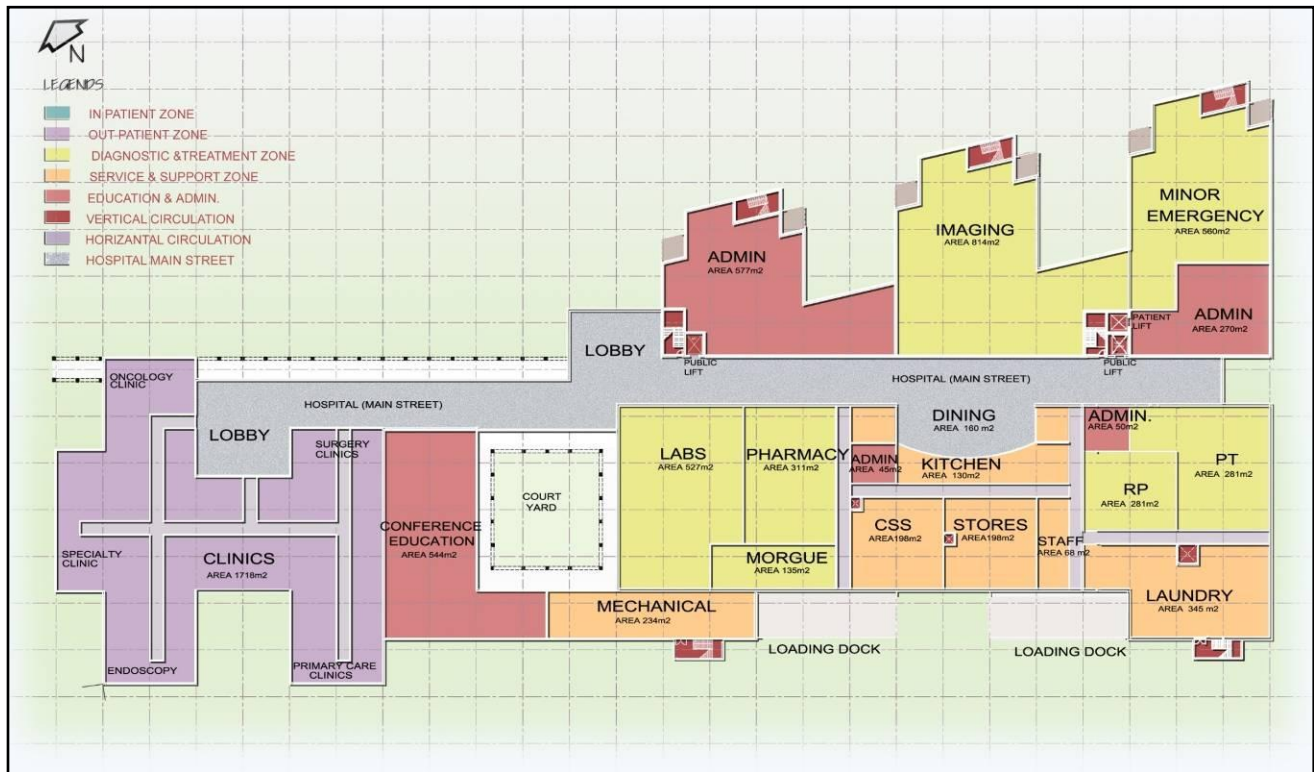 N
LEGENDS
IN PATIENT ZONE
OUT PATIENT ZONE
DIAGNOSTIC &TREATMENT ZONE
SERVICE & SUPPORT ZONE
EDUCATION & ADMIN.
VERTICAL CIRCULATION
HORIZANTAL CIRCULATION
HOSPITAL MAIN STREET
MINOR
EMERGENCY
AREA 560m2
IMAGING
AREA 814m2
ADMIN
AREA 577m2
ADMIN
AREA 270m2
PATIENT
LIFT
PUBLIC
LIFT
PUBLIC
LIFT
LOBBY
ONCOLOGY
CLINIC
HOSPITAL (MAIN STREET)
HOSPITAL (MAIN STREET)
LOBBY
SURGERY
CLINICS
DINING
AREA 160 m2
ADMIN.
AREA 50m2
LABS
AREA 527m2
PHARMACY
AREA 311m2
ADMIN
AREA 45m2
KITCHEN
AREA 130m2
PT
AREA 281m2
RP
AREA 281m2
COURT
YARD
CONFERENCE
EDUCATION
AREA 544m2
CSS
AREA198m2
STORES
AREA198m2
STAFF
AREA 68 m2
SPECIALTY
CLINIC
CLINICS
AREA 1718m2
MORGUE
AREA 135m2
MECHANICAL
AREA 234m2
LAUNDRY
AREA 345 m2
LOADING DOCK
LOADING DOCK
ENDOSCOPY
PRIMARY CARE
CLINICS